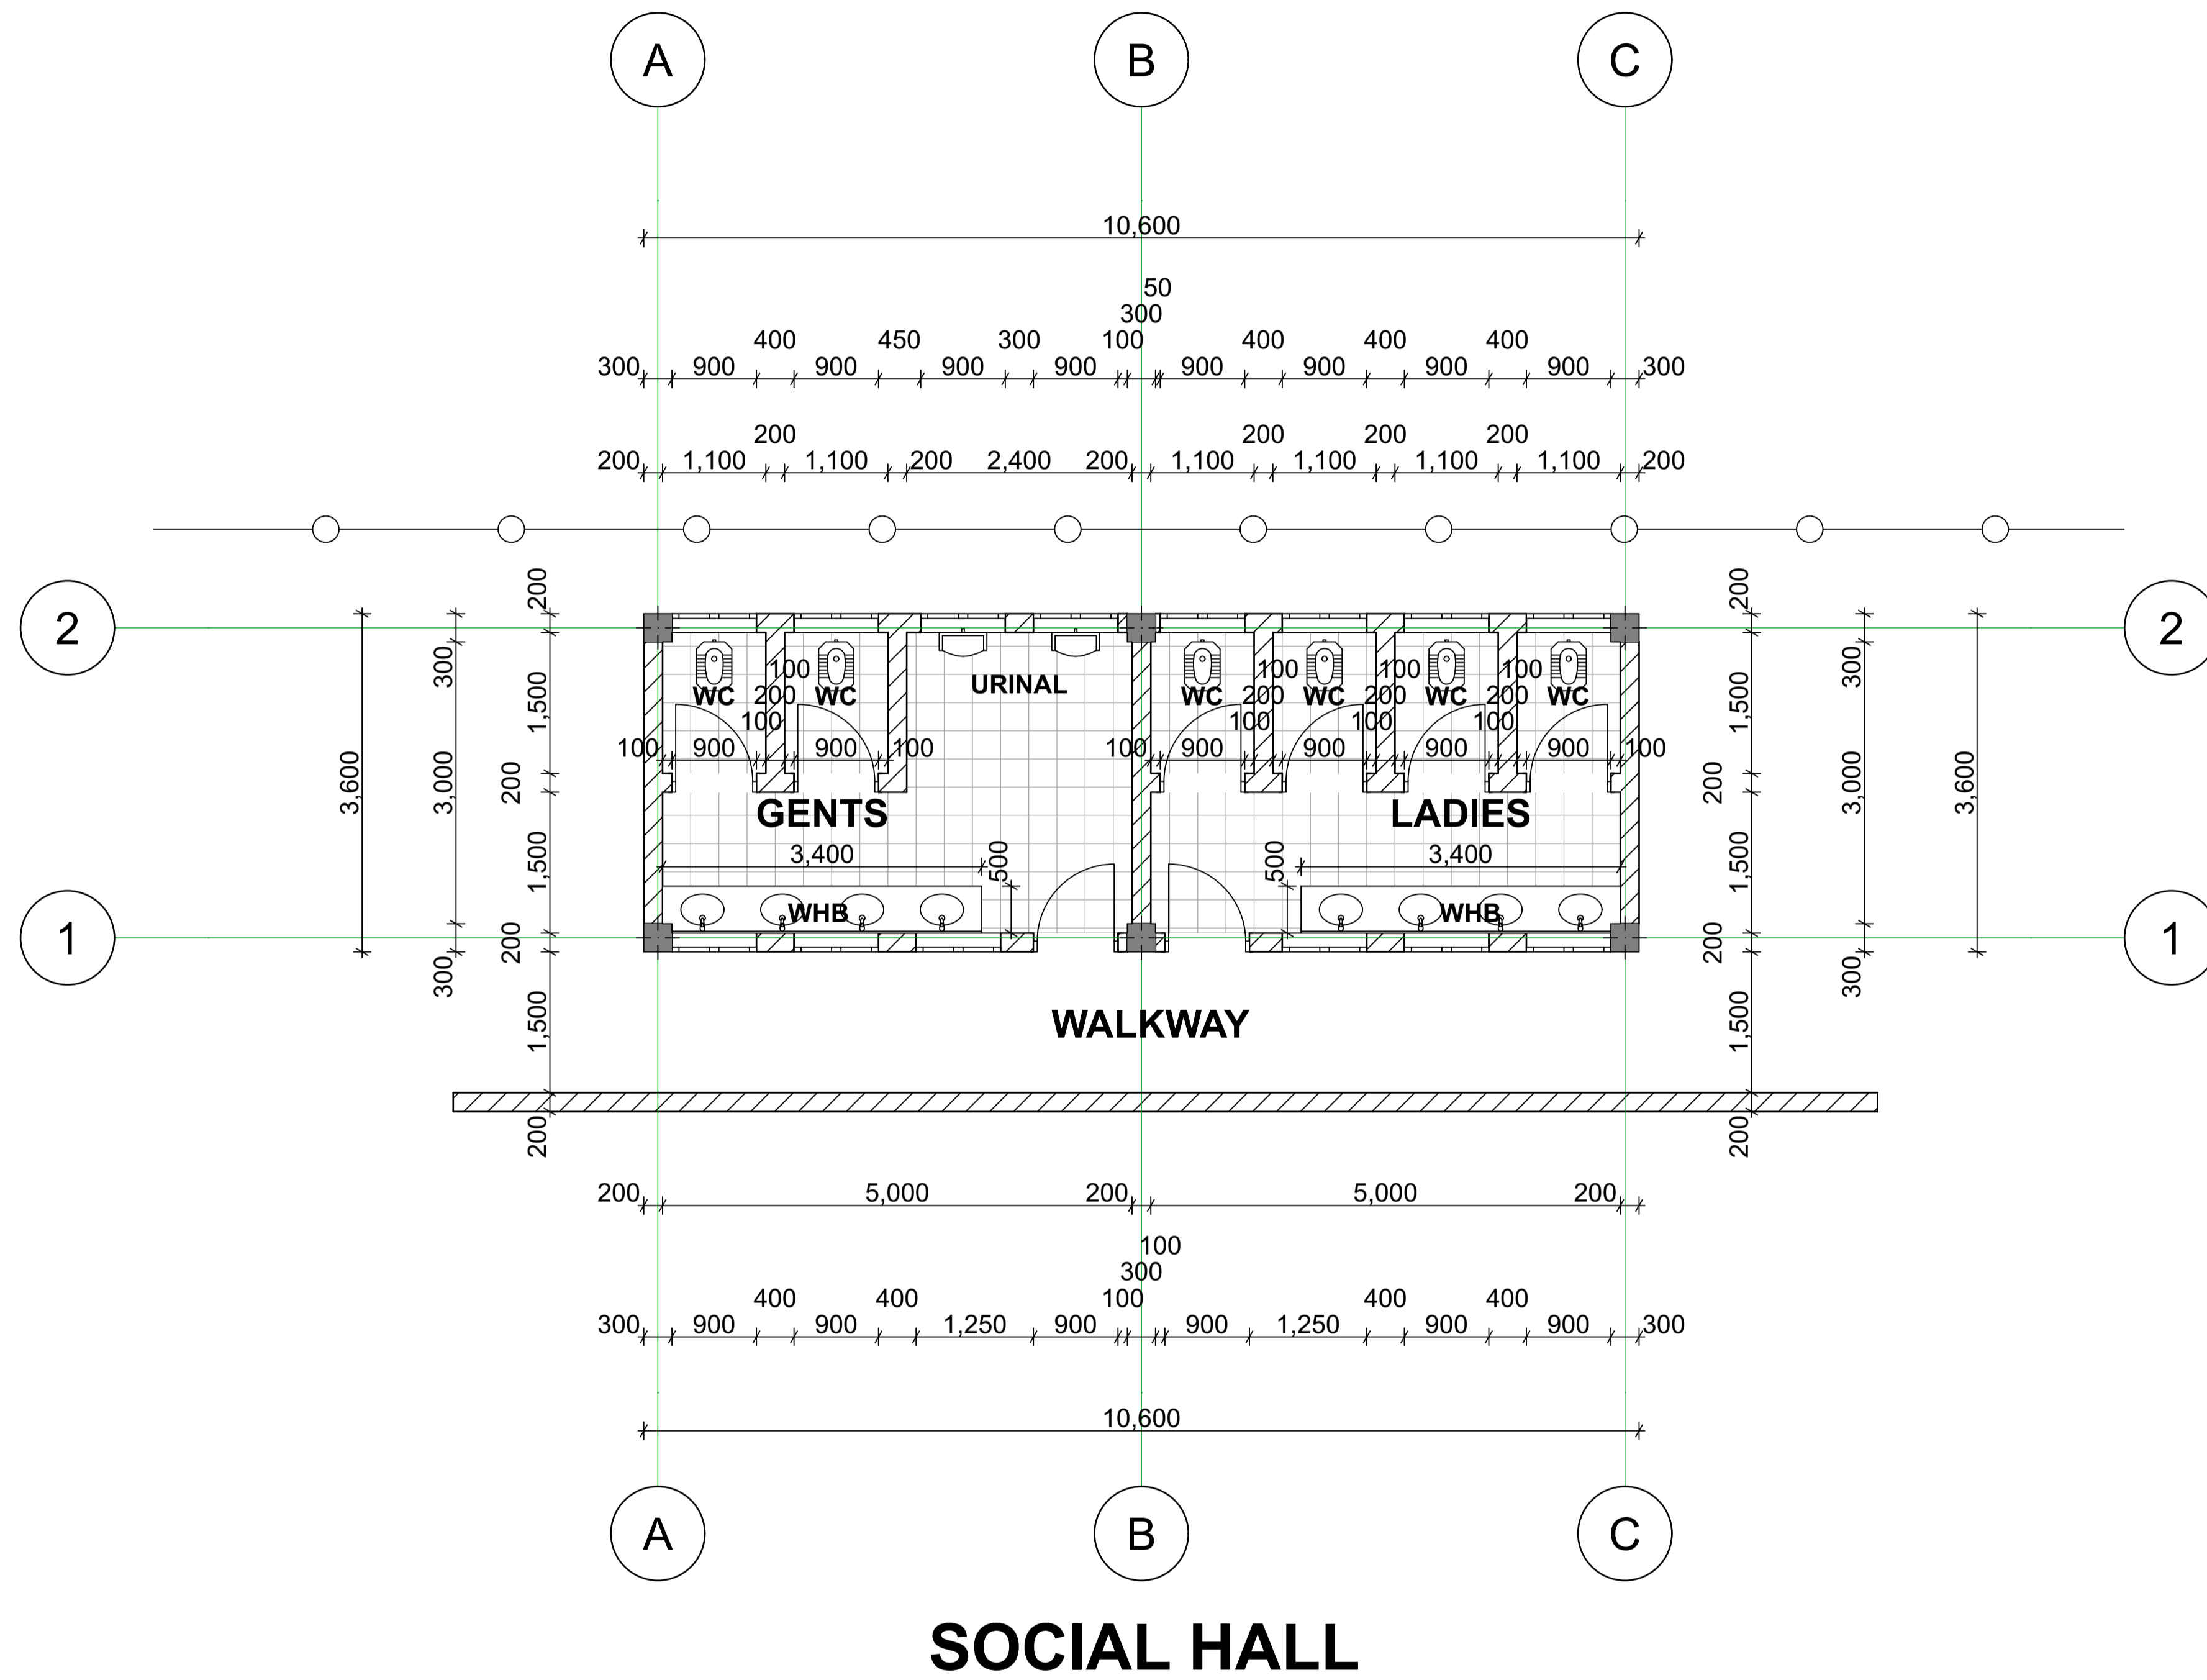 A B C
10,600
50
300
400 450 300 100 400 400 400
300 900 900 900 900 900 900 900 900 300
200 200 200 200
200 1,100 1,100 200 2,400 200 1,100 1,100 1,100 1,100 200
200 200
2 2
300 300
1,500 1,500
URINAL
100 100 100 100
WC WC WC WC WC WC
200 200 200 200
100 100 100 100
100 900 900 100 100 900 900 900 900 100
3,600 3,000 200 200 3,000 3,600
GENTS LADIES
3,400 3,400
1,500 500 500 1,500
WHB WHB
1 1
200 200
300 300
1,500 1,500
WALKWAY
200 200
200 5,000 200 5,000 200
100
300
400 400 100 400 400
300 900 900 1,250 900 900 1,250 900 900 300
10,600
A B C
SOCIAL HALL